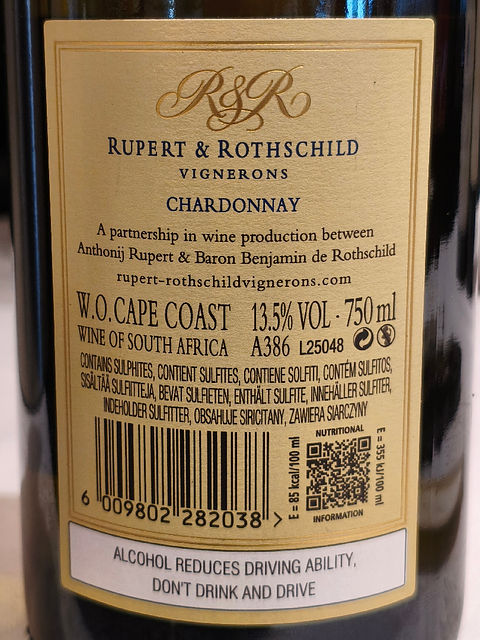 R&R
RUPERT & ROTHSCHILD
VIGNERONS
CHARDONNAY
A partnership in wine production between
Anthonij Rupert & Baron Benjamin de Rothschild
rupert-rothschildvignerons.com
W.O. CAPE COAST 13.5% VOL · 750 ml
WINE OF SOUTH AFRICA A386 L25048
CONTAINS SULPHITES, CONTIENT SULFITES, CONTIENE SOLFITI, CONTÉM SULFITOS,
SISÄLTÄÄ SULFIITTEJA, BEVAT SULFIETEN, ENTHÄLT SULFITE, INNEHÅLLER SULFITER,
INDEHOLDER SULFITTER, OBSAHUJE SIRICITANY, ZAWIERA SIARCZYNY
6 009802 282038 >
E = 85 kcal/100 ml
NUTRITIONAL
INFORMATION
E = 355 kJ/100 ml
ALCOHOL REDUCES DRIVING ABILITY,
DON'T DRINK AND DRIVE